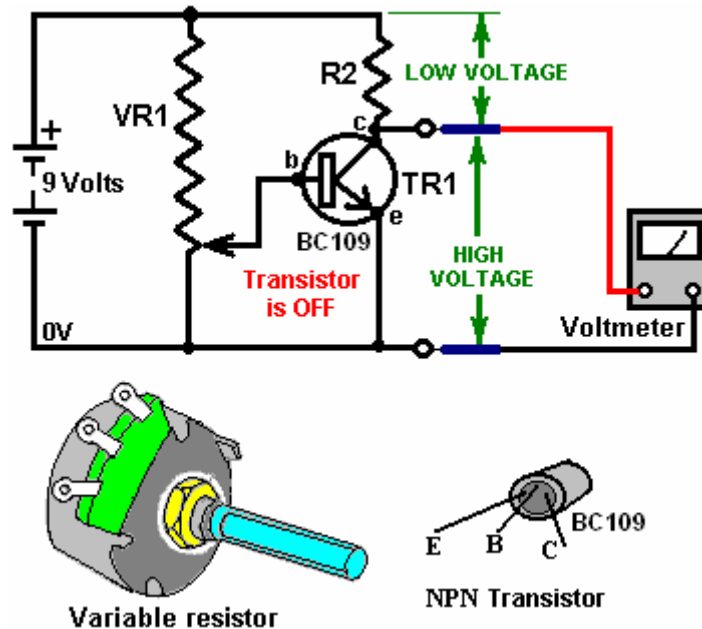 R2
LOW VOLTAGE
VR1
c
+
b
9 Volts
TR1
e
BC109
HIGH
VOLTAGE
Transistor
is OFF
0V
Voltmeter
BC109
E
B
C
NPN Transistor
Variable resistor